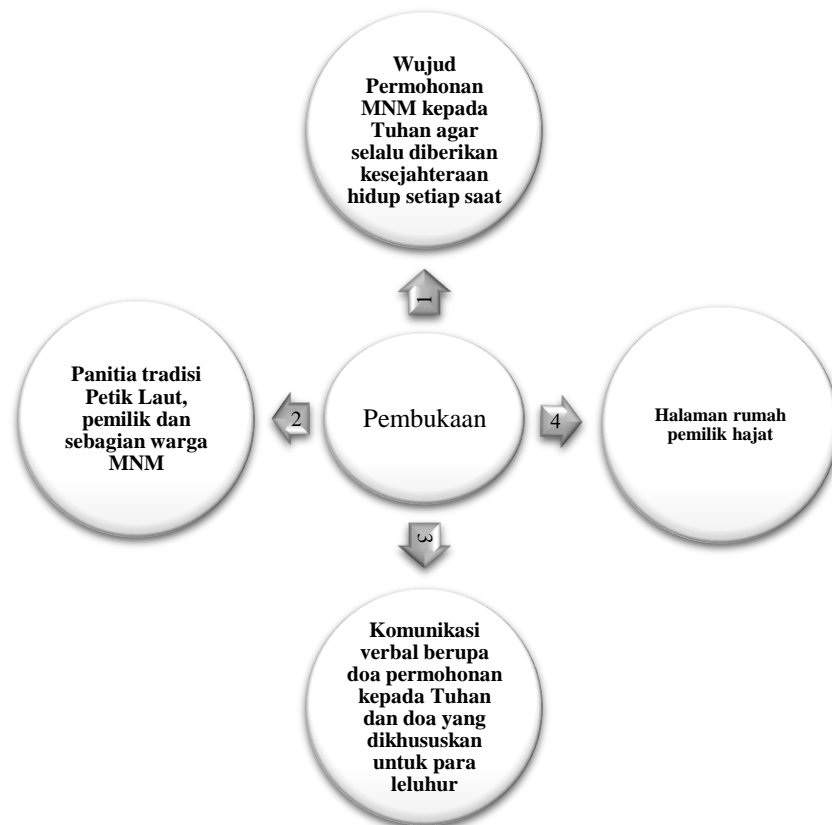 Wujud
Permohonan
MNM kepada
Tuhan agar
selalu diberikan
kesejahteraan
hidup setiap saat
1
Panitia tradisi
Petik Laut,
pemilik dan
sebagian warga
MNM
2
Pembukaan
4
Halaman rumah
pemilik hajat
3
Komunikasi
verbal berupa
doa permohonan
kepada Tuhan
dan doa yang
dikhususkan
untuk para
leluhur